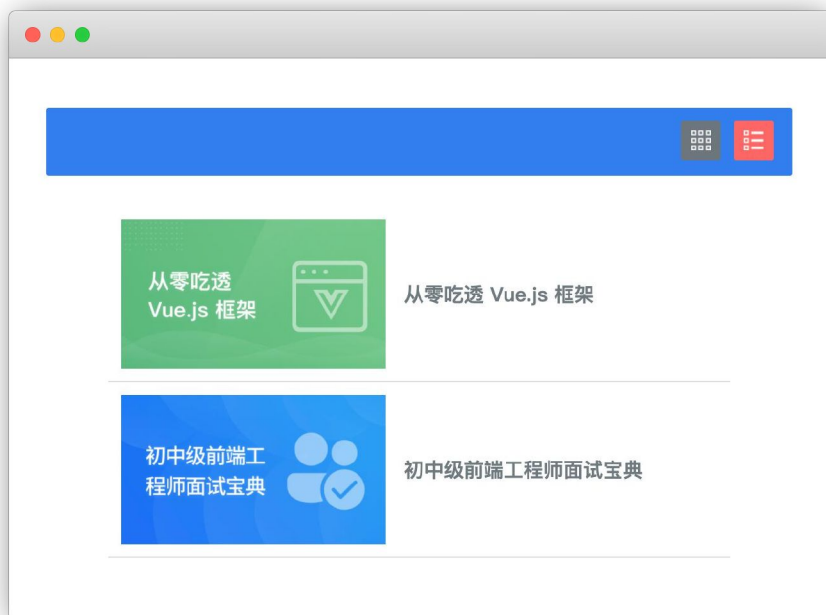 从零吃透
Vue.js 框架
从零吃透 Vue.js 框架
初中级前端工
程师面试宝典
初中级前端工程师面试宝典